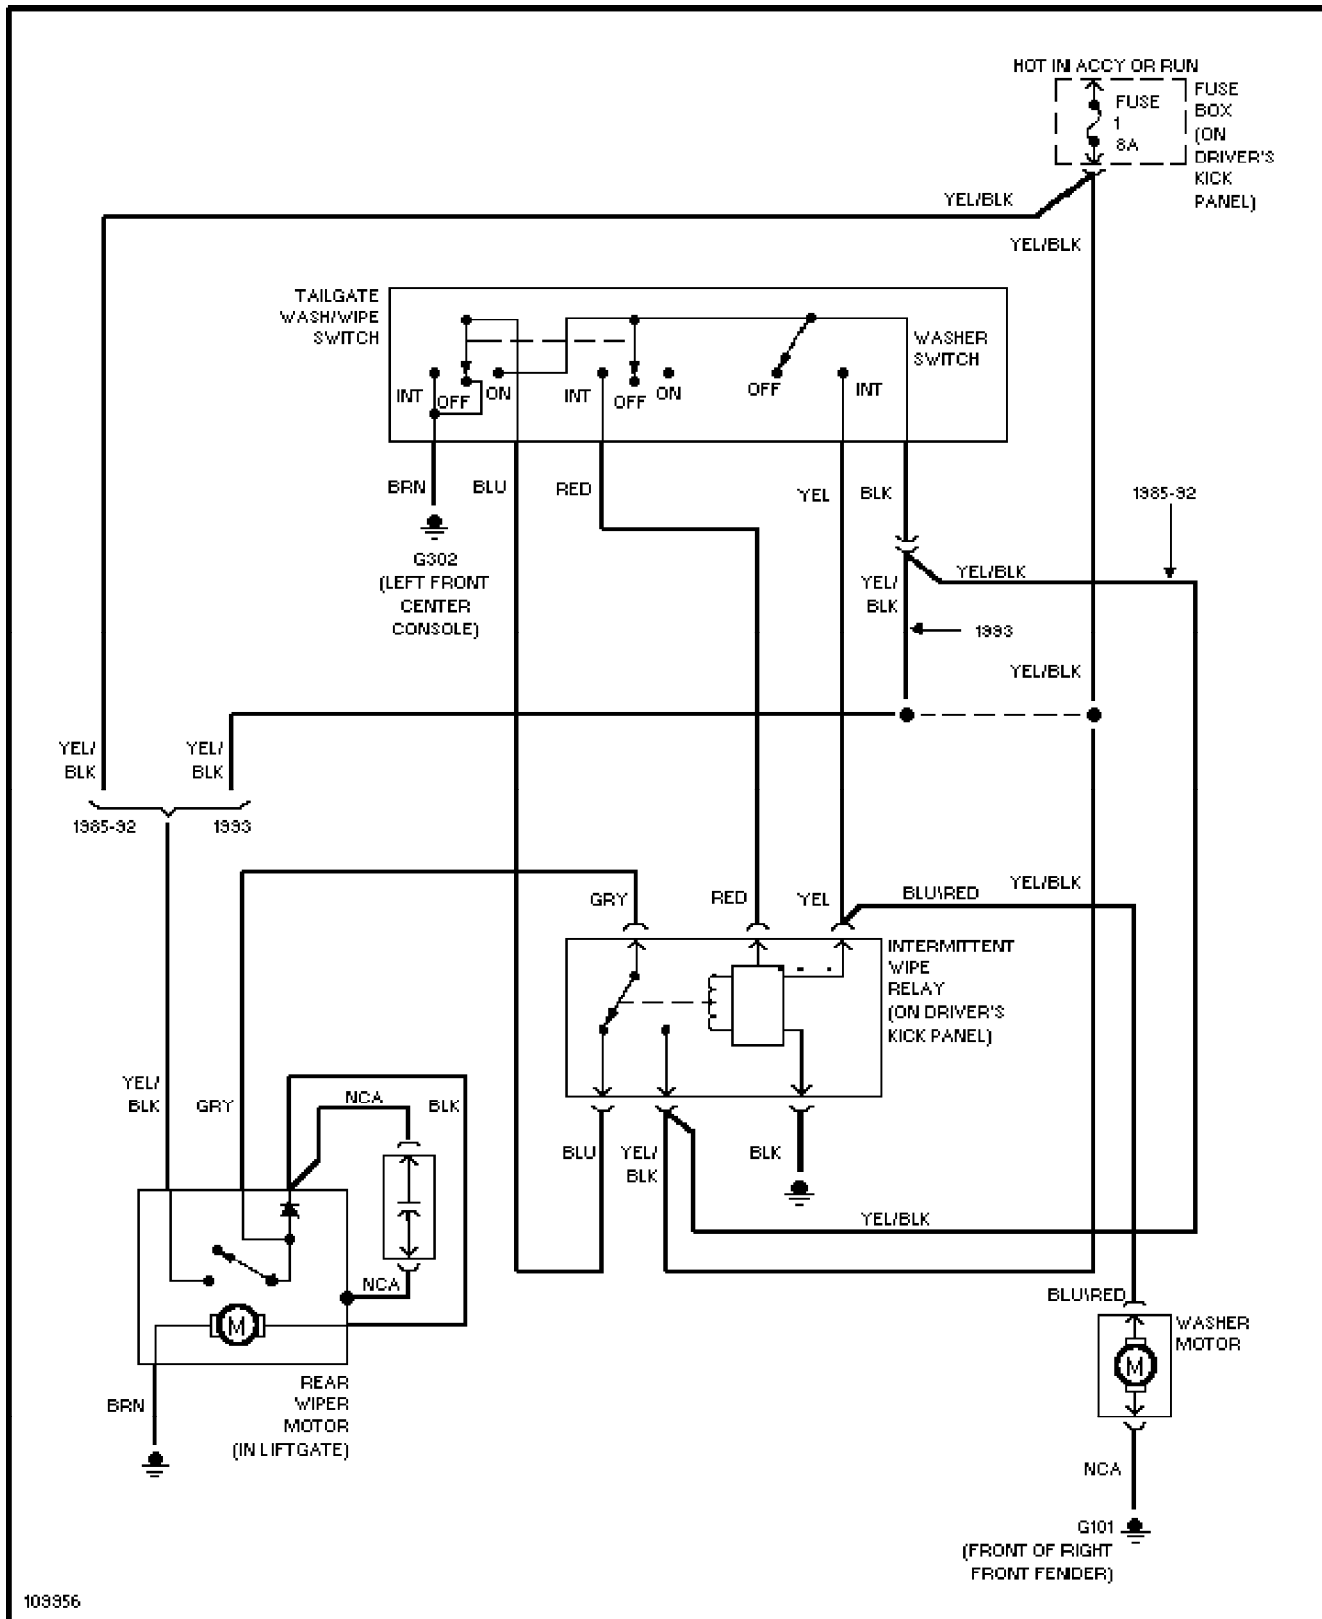 HOT IN ACCY OR RUN
FUSE
1
8A
FUSE
BOX
(ON
DRIVER'S
KICK
PANEL)
YEL/BLK
YEL/BLK
TAILGATE
WASH/WIPE
SWITCH
WASHER
SWITCH
INT
OFF
ON
INT
OFF
ON
OFF
INT
BRN
BLU
RED
YEL
BLK
1985-92
G302
(LEFT FRONT
CENTER
CONSOLE)
YEL/BLK
YEL/
BLK
1993
YEL/BLK
YEL/
BLK
YEL/
BLK
1985-92
1993
GRY
RED
YEL
BLU\RED
YEL/BLK
INTERMITTENT
WIPE
RELAY
(ON DRIVER'S
KICK PANEL)
YEL/
BLK
GRY
NCA
BLK
BLU
YEL/
BLK
BLK
YEL/BLK
NCA
M
BLU\RED
WASHER
MOTOR
M
BRN
REAR
WIPER
MOTOR
(IN LIFTGATE)
NCA
G101
(FRONT OF RIGHT
FRONT FENDER)
109956